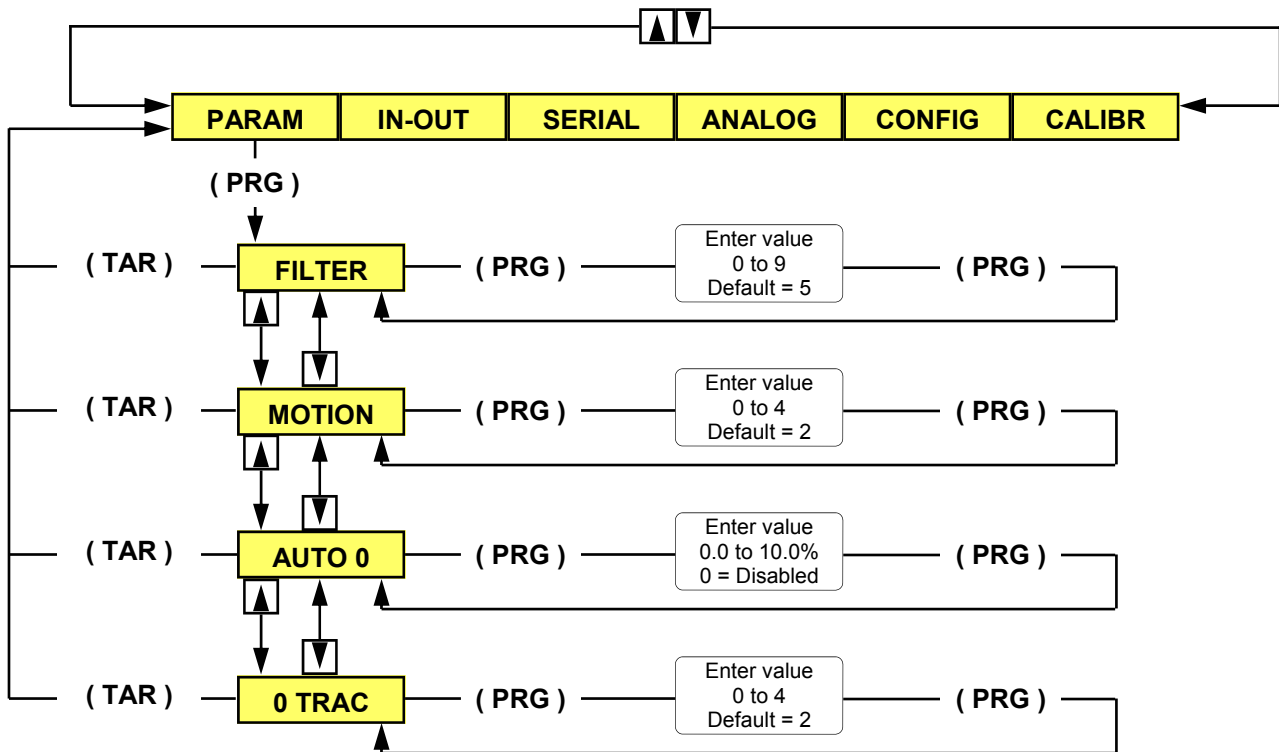 PARAM IN-OUT SERIAL ANALOG CONFIG CALIBR
( PRG )
( TAR ) FILTER ( PRG ) Enter value ( PRG )
0 to 9
Default = 5
( TAR ) MOTION ( PRG ) Enter value ( PRG )
0 to 4
Default = 2
( TAR ) AUTO 0 ( PRG ) Enter value ( PRG )
0.0 to 10.0%
0 = Disabled
( TAR ) 0 TRAC ( PRG ) Enter value ( PRG )
0 to 4
Default = 2